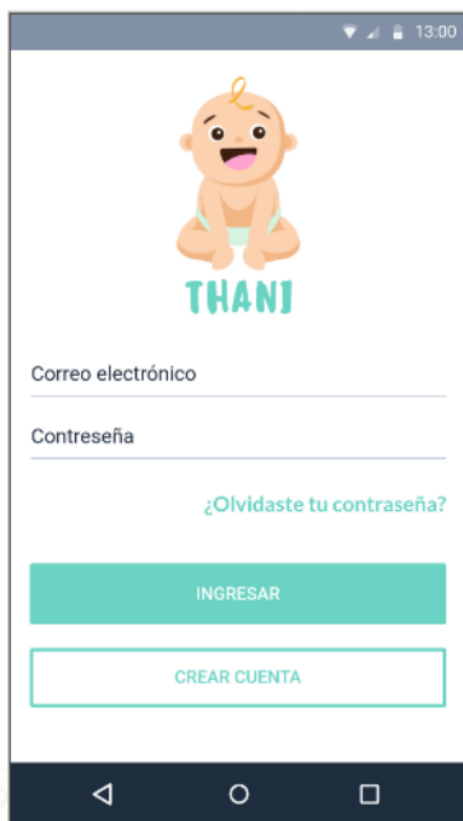 13:00
THANI
Correo electrónico
Contreseña
¿Olvidaste tu contraseña?
INGRESAR
CREAR CUENTA